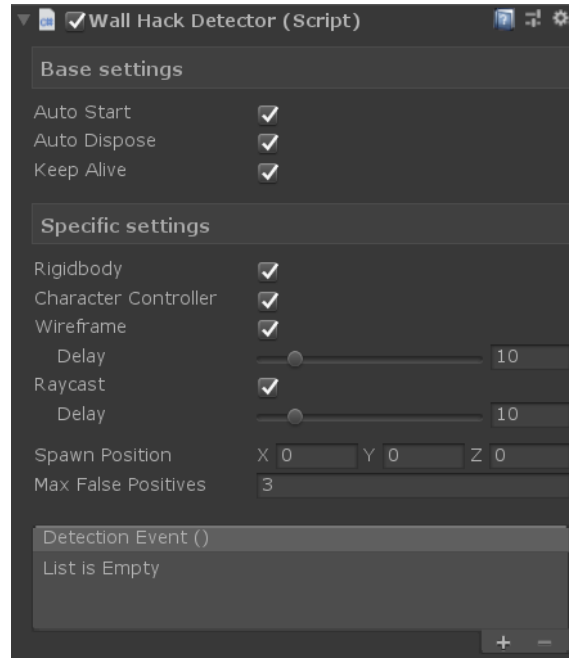 Wall Hack Detector (Script)
Base settings
Auto Start
Auto Dispose
Keep Alive
Specific settings
Rigidbody
Character Controller
Wireframe
Delay 10
Raycast
Delay 10
Spawn Position X 0 Y 0 Z 0
Max False Positives 3
Detection Event ()
List is Empty